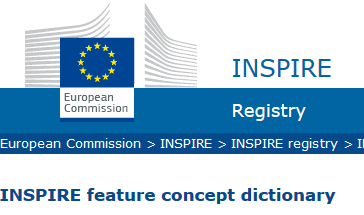 INSPIRE
European
Commission
Registry
European Commission > INSPIRE > INSPIRE registry >
INSPIRE feature concept dictionary